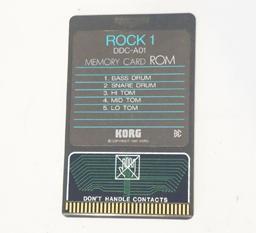 ROCK 1
DDC-A01
MEMORY CARD ROM
1. BASS DRUM
2. SNARE DRUM
3. HI TOM
4. MID TOM
5. LO TOM
KORG
DON'T HANDLE CONTACTS